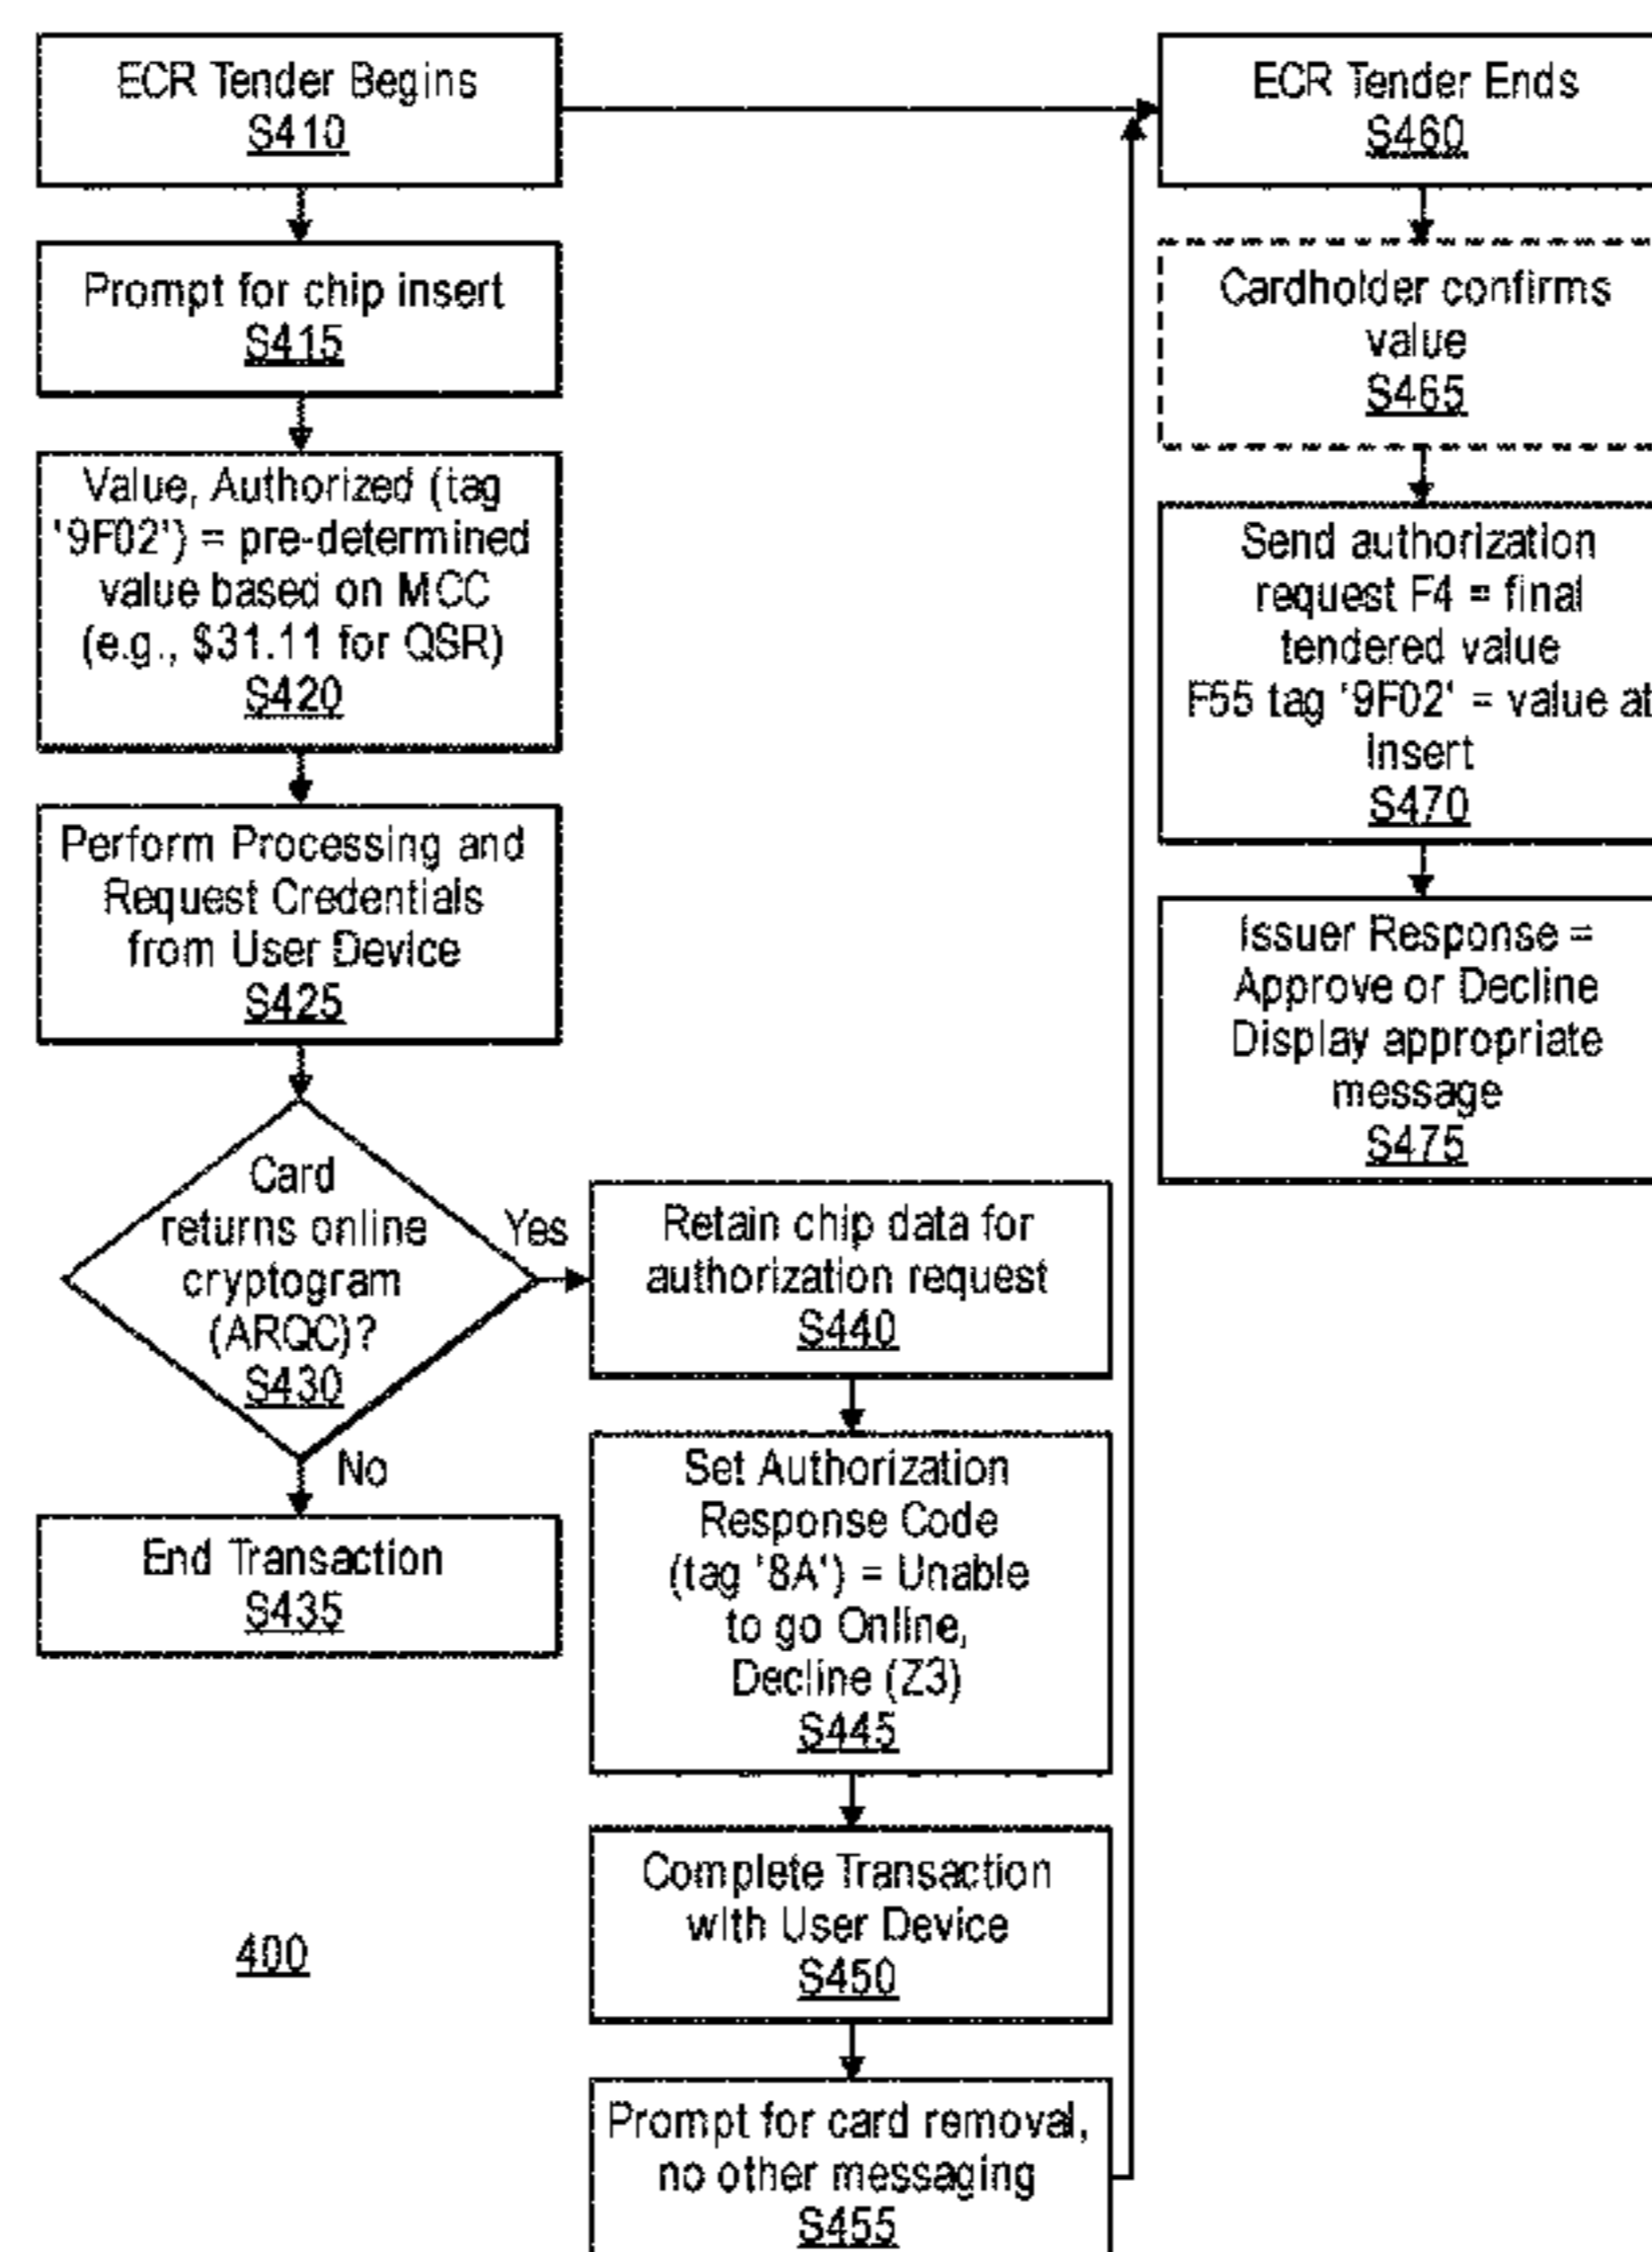 ECR Tender Begins
S410
Prompt for chip insert
S415
Value, Authorized (tag
'9F02') = pre-determined
value based on MCC
(e.g., $31.11 for QSR)
S420
Perform Processing and
Request Credentials
from User Device
S425
Card
returns online
cryptogram
(ARQC)?
S430
Yes
No
End Transaction
S435
Retain chip data for
authorization request
S440
Set Authorization
Response Code
(tag '8A') = Unable
to go Online,
Decline (Z3)
S445
Complete Transaction
with User Device
S450
Prompt for card removal,
no other messaging
S455
ECR Tender Ends
S460
Cardholder confirms
value
S465
Send authorization
request F4 = final
tendered value
F55 tag '9F02' = value at
Insert
S470
Issuer Response =
Approve or Decline
Display appropriate
message
S475
400